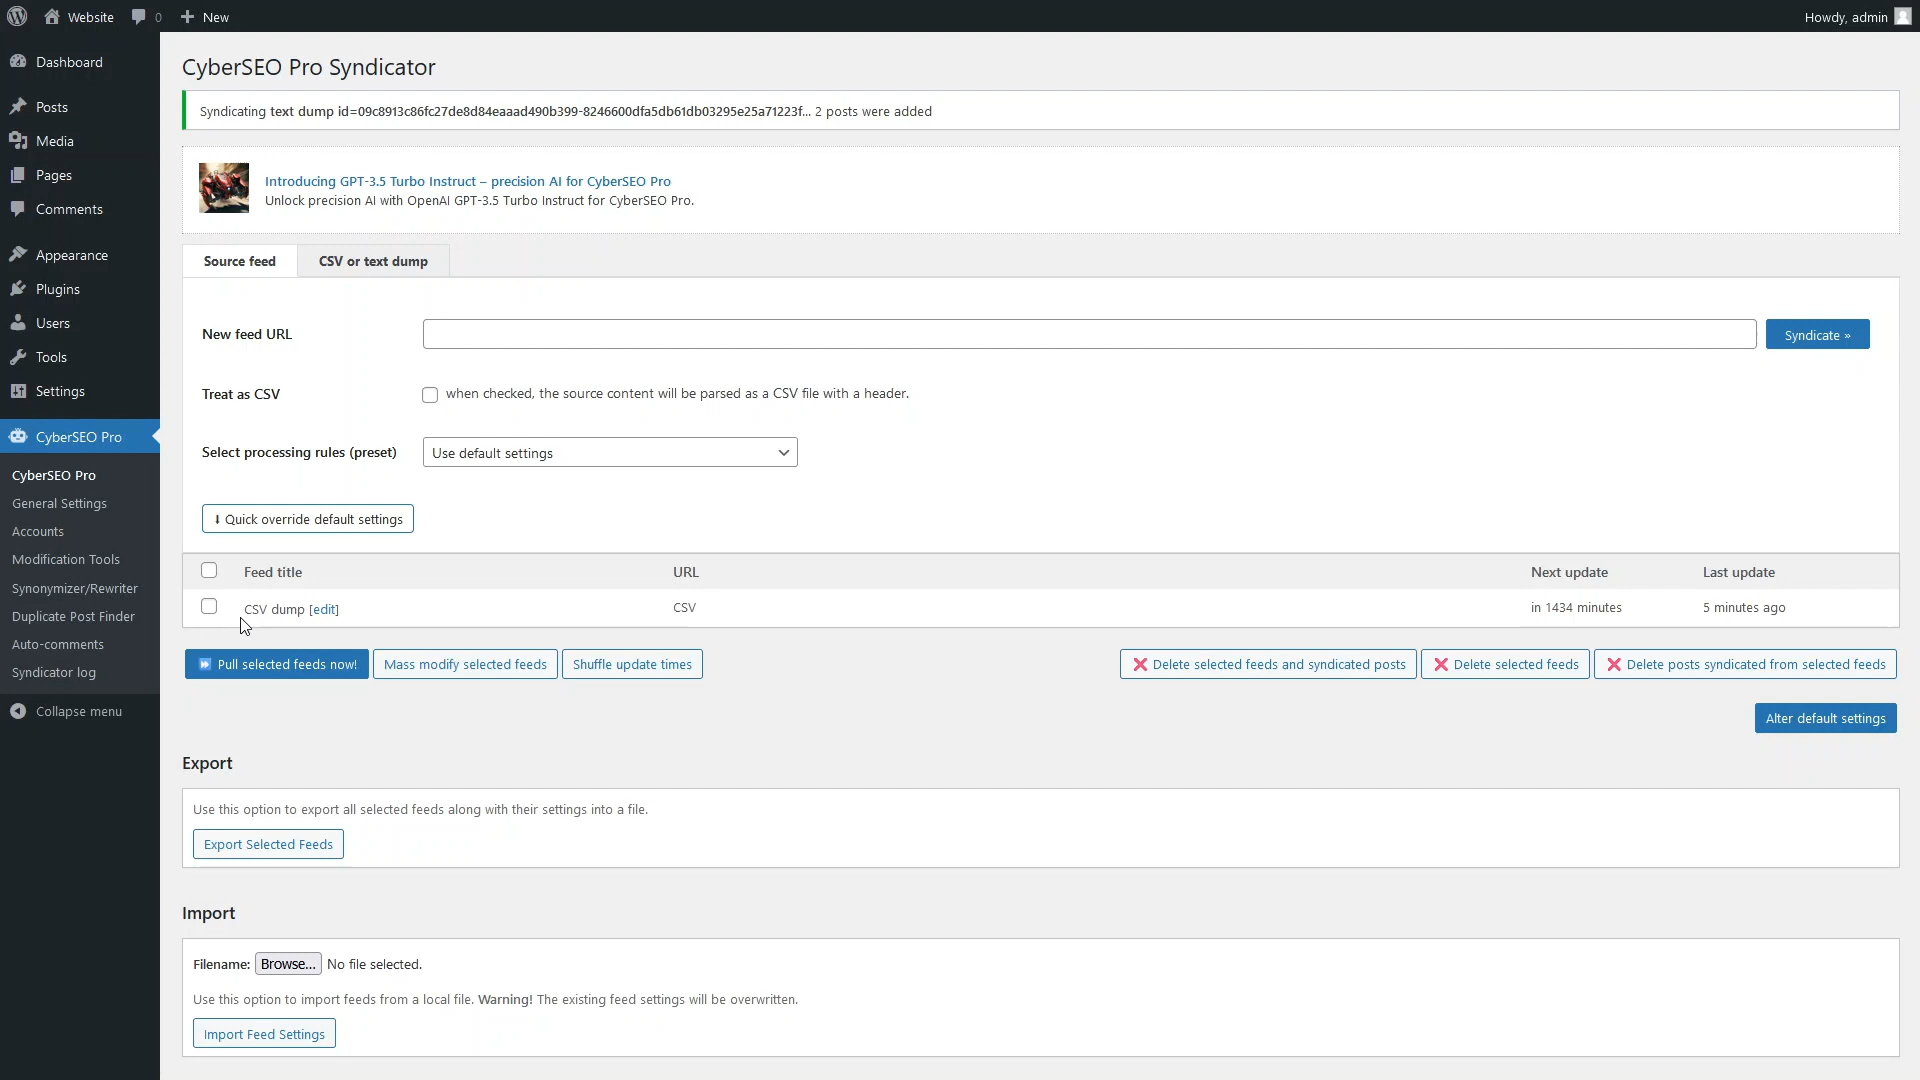 Website
0
New
Howdy, admin
Dashboard
Posts
Media
Pages
Comments
Appearance
Plugins
Users
Tools
Settings
CyberSEO Pro
CyberSEO Pro
General Settings
Accounts
Modification Tools
Synonymizer/Rewriter
Duplicate Post Finder
Auto-comments
Syndicator log
Collapse menu
CyberSEO Pro Syndicator
Syndicating text dump id=09c8913c86fc27de8d84eaaad490b399-8246600dfa5db61db03295e25a71223f... 2 posts were added
Introducing GPT-3.5 Turbo Instruct – precision AI for CyberSEO Pro
Unlock precision AI with OpenAI GPT-3.5 Turbo Instruct for CyberSEO Pro.
Source feed
CSV or text dump
New feed URL
Syndicate »
Treat as CSV
when checked, the source content will be parsed as a CSV file with a header.
Select processing rules (preset)
Use default settings
⬇ Quick override default settings
Feed title
URL
Next update
Last update
CSV dump [edit]
CSV
in 1434 minutes
5 minutes ago
⏩ Pull selected feeds now!
Mass modify selected feeds
Shuffle update times
❌ Delete selected feeds and syndicated posts
❌ Delete selected feeds
❌ Delete posts syndicated from selected feeds
Alter default settings
Export
Use this option to export all selected feeds along with their settings into a file.
Export Selected Feeds
Import
Filename: Browse... No file selected.
Use this option to import feeds from a local file. Warning! The existing feed settings will be overwritten.
Import Feed Settings